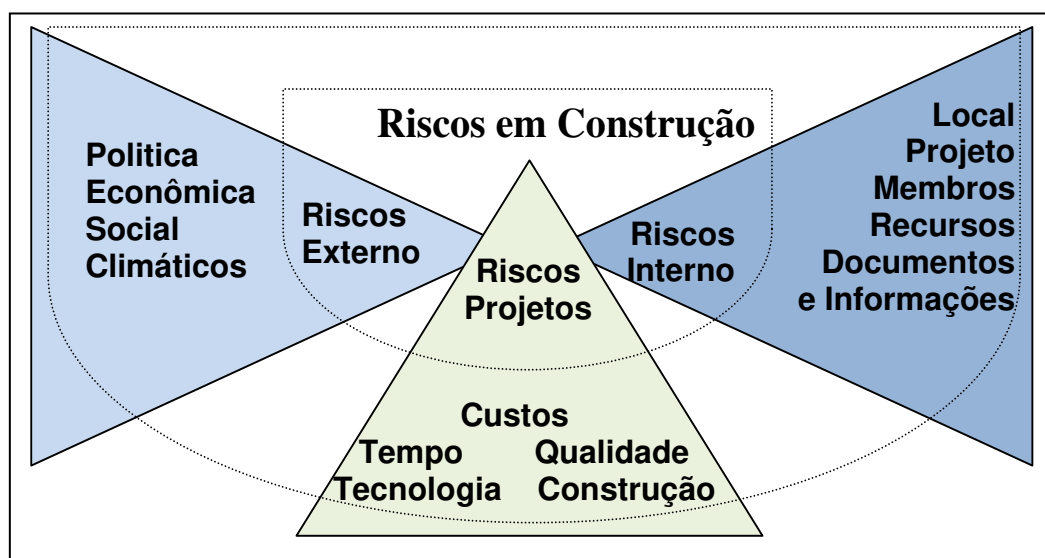 Riscos em Construção
Politica
Econômica
Social
Climáticos
Riscos
Externo
Riscos
Projetos
Custos
Tempo Qualidade
Tecnologia Construção
Riscos
Interno
Local
Projeto
Membros
Recursos
Documentos
e Informações